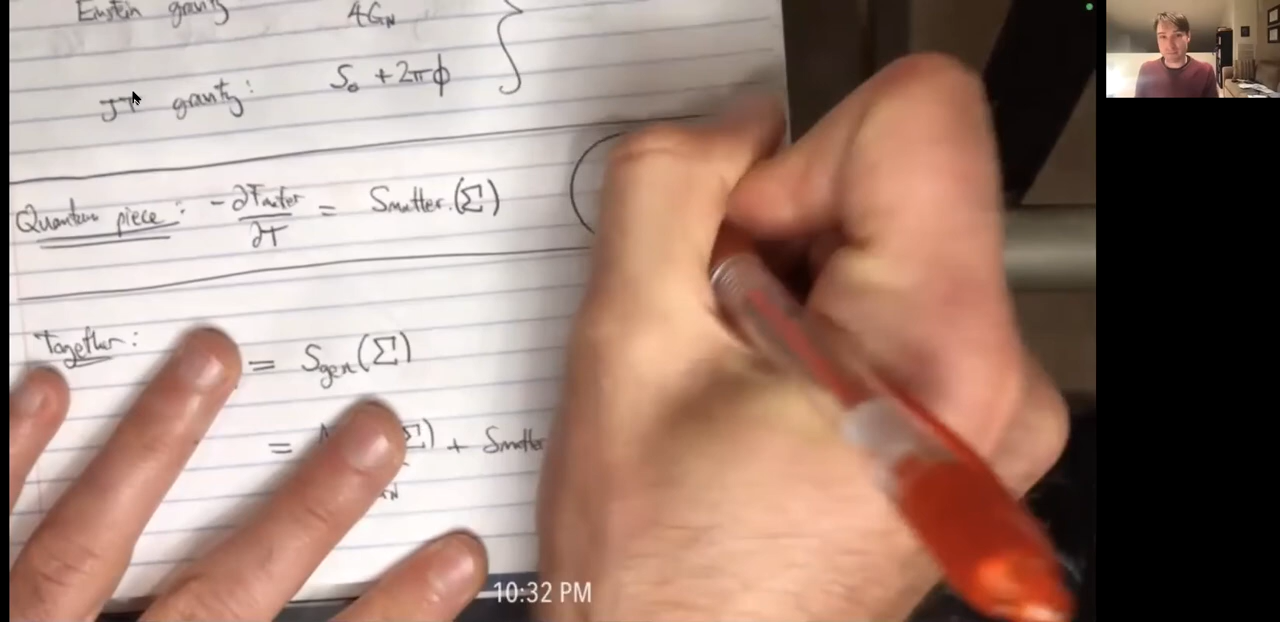 Einstein gravity 4G_N
JT gravity: S_0 + 2πϕ
Quantum piece: -∂F_matter/∂T = S_matter.(Σ)
Together: = S_gen(Σ)
= Σ) + S_matter
N
10:32 PM